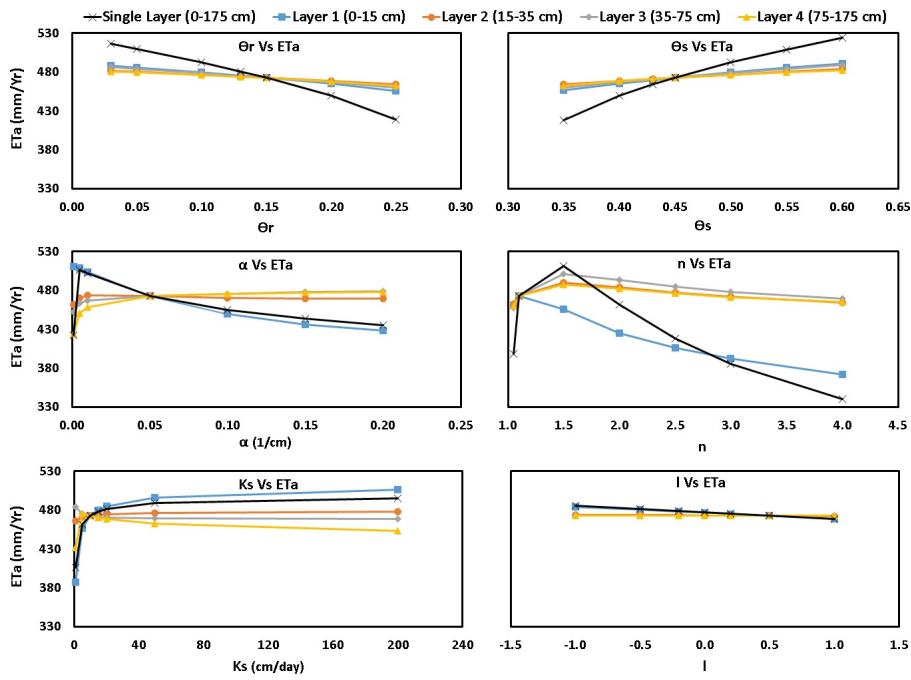 Single Layer (0-175 cm) Layer 1 (0-15 cm) Layer 2 (15-35 cm) Layer 3 (35-75 cm) Layer 4 (75-175 cm)
ϴr Vs ETa
ETa (mm/Yr)
530
480
430
380
330
0.00 0.05 0.10 0.15 0.20 0.25 0.30
ϴr
ϴs Vs ETa
0.30 0.35 0.40 0.45 0.50 0.55 0.60 0.65
ϴs
α Vs ETa
ETa (mm/Yr)
530
480
430
380
330
0.00 0.05 0.10 0.15 0.20 0.25
α (1/cm)
n Vs ETa
1.0 1.5 2.0 2.5 3.0 3.5 4.0 4.5
n
Ks Vs ETa
ETa (mm/Yr)
530
480
430
380
330
0 40 80 120 160 200 240
Ks (cm/day)
l Vs ETa
-1.5 -1.0 -0.5 0.0 0.5 1.0 1.5
l